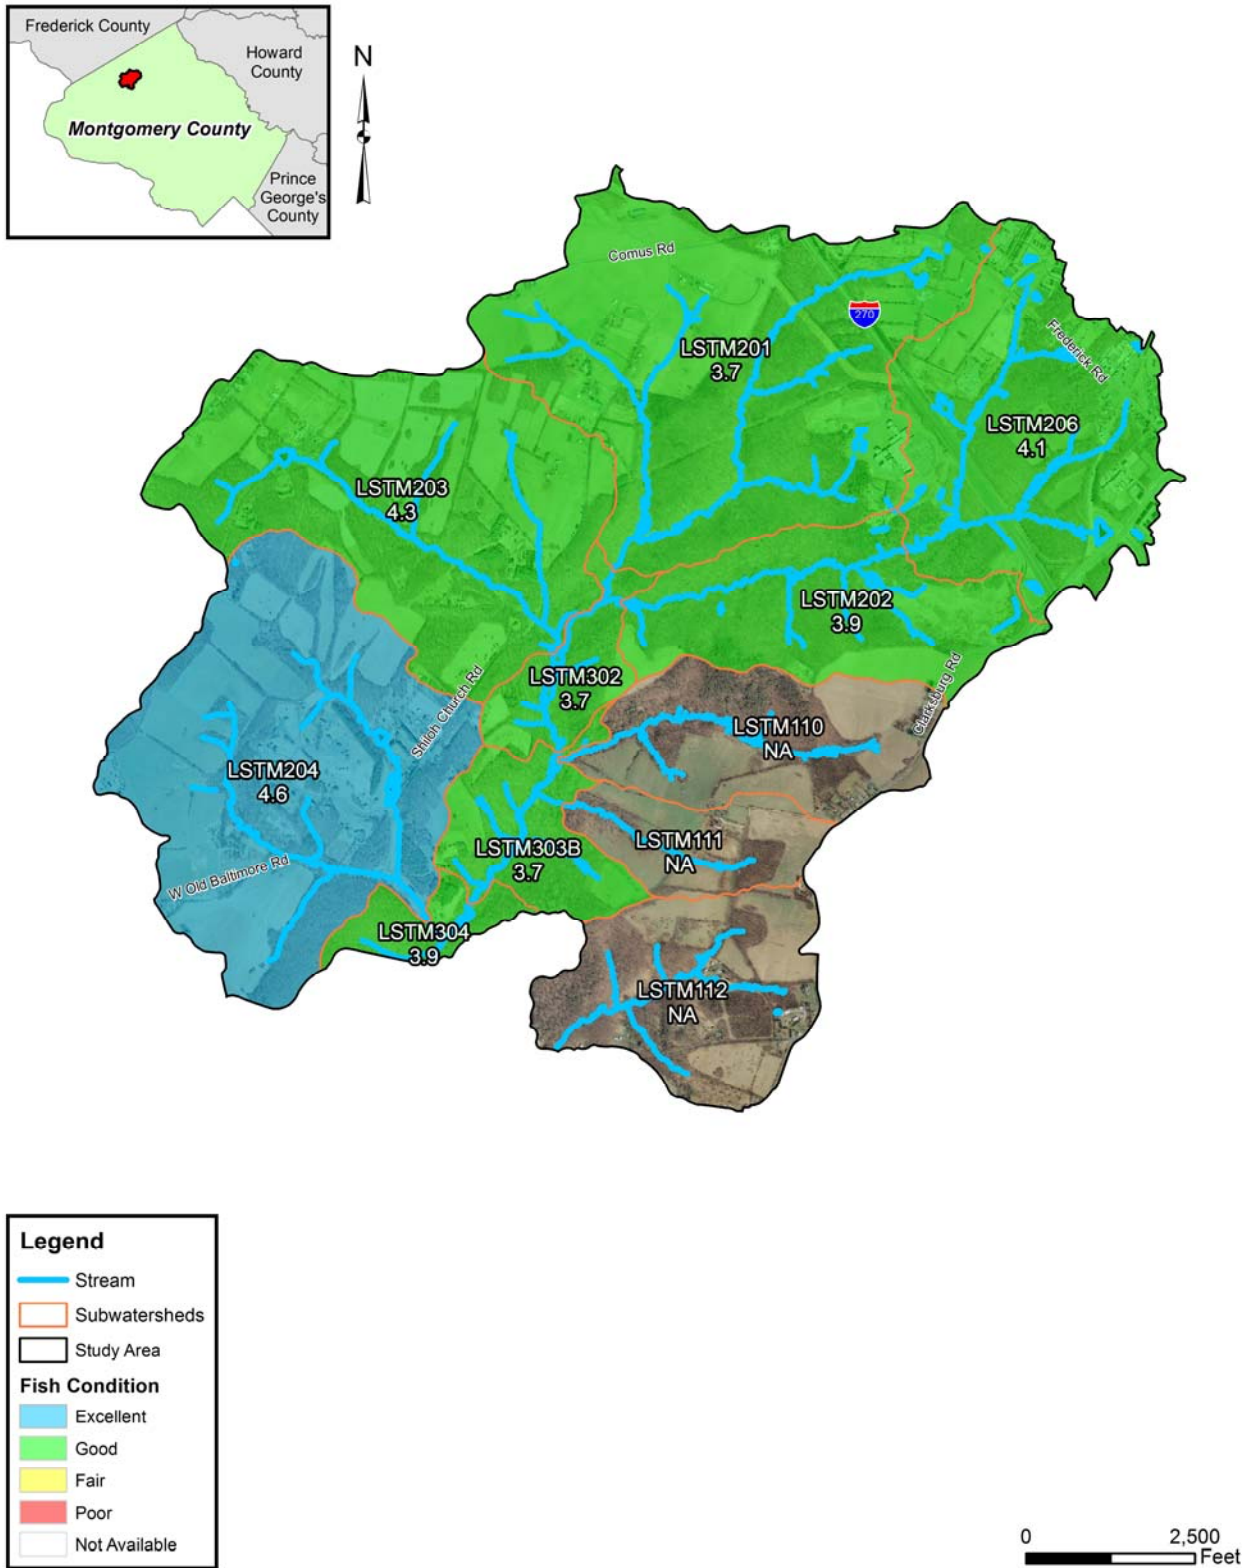 Frederick County
Howard
County
Montgomery County
Prince
George's
County
N
Comus Rd
270
LSTM201
3.7
Frederick Rd
LSTM206
4.1
LSTM203
4.3
LSTM202
3.9
LSTM302
3.7
Shiloh Church Rd
Clarksburg Rd
LSTM110
NA
LSTM204
4.6
LSTM111
NA
LSTM303B
3.7
W Old Baltimore Rd
LSTM304
3.9
LSTM112
NA
Legend
Stream
Subwatersheds
Study Area
Fish Condition
Excellent
Good
Fair
Poor
Not Available
0 2,500
Feet